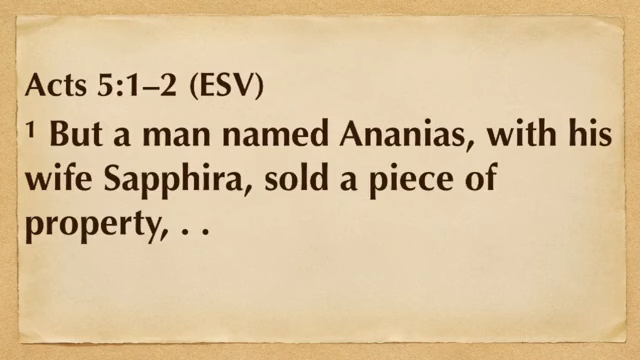 Acts 5:1–2 (ESV)
¹ But a man named Ananias, with his
wife Sapphira, sold a piece of
property, . .